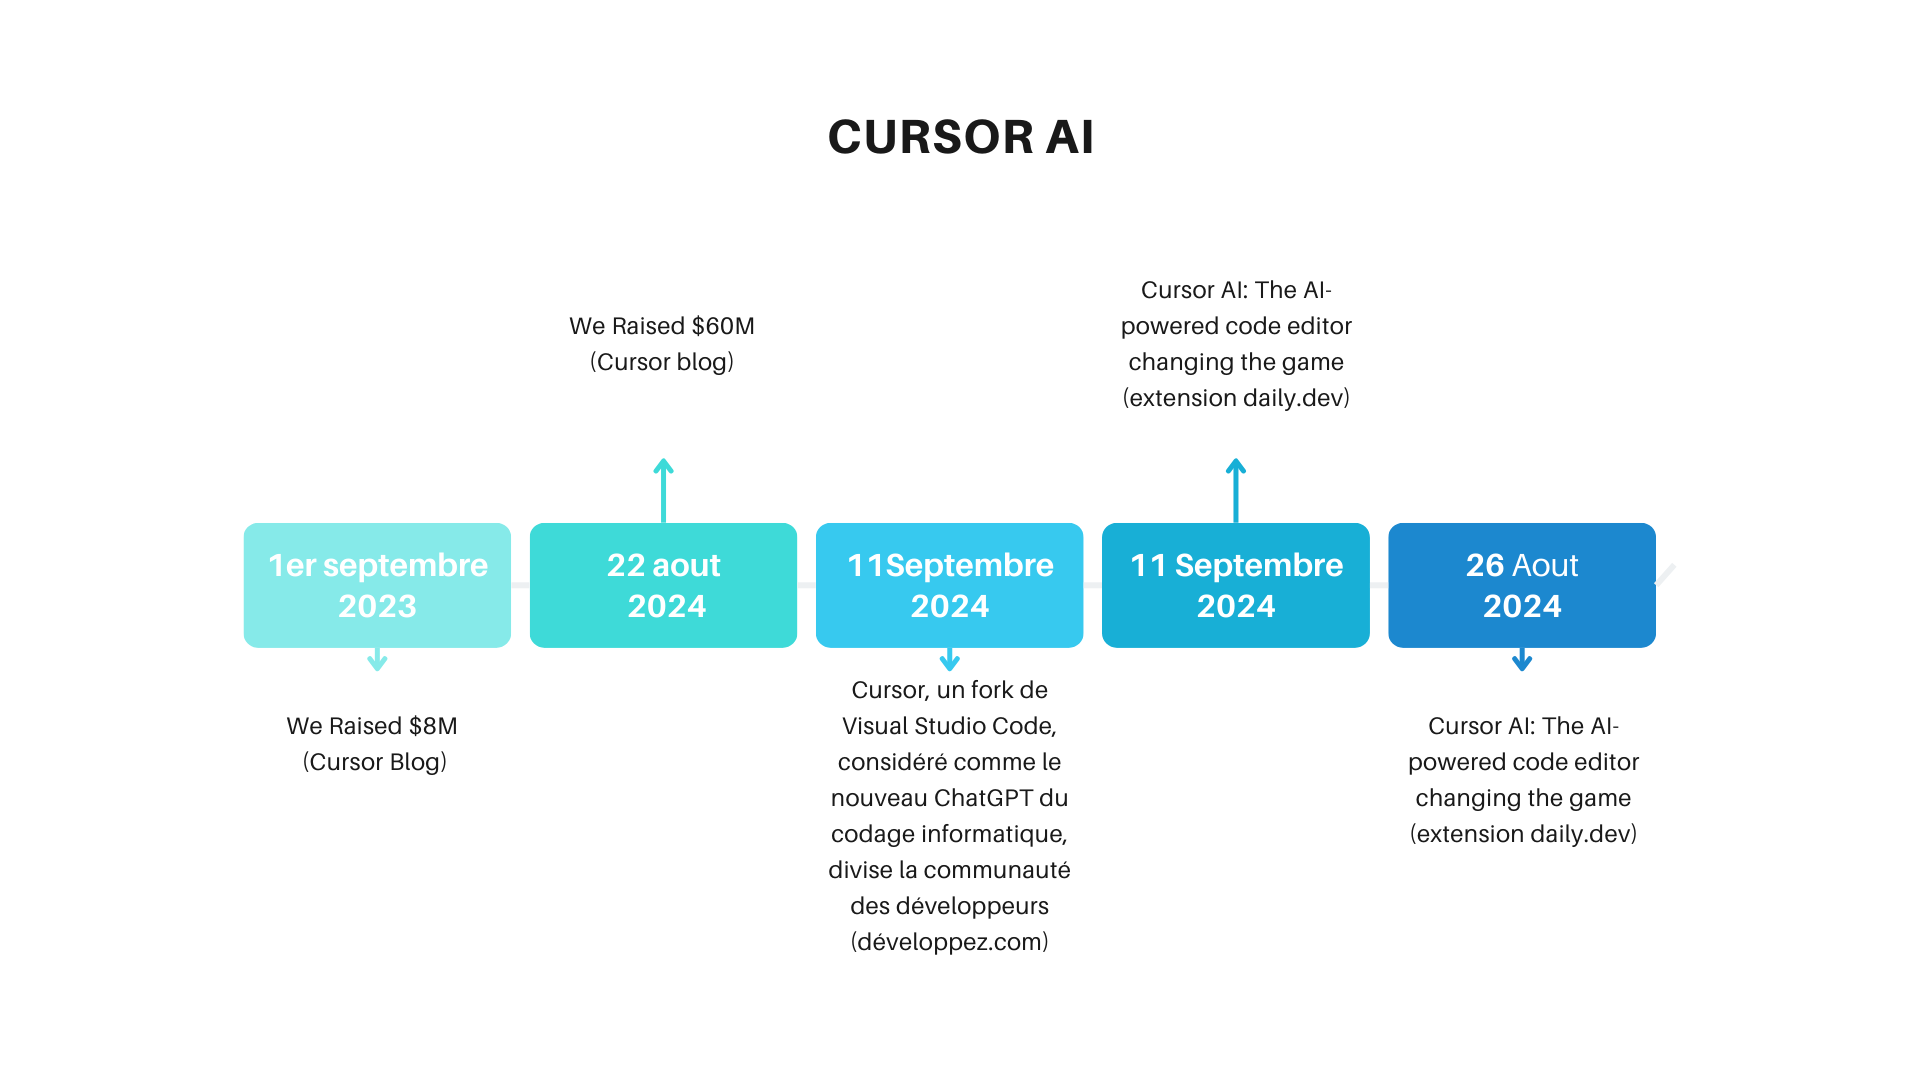 CURSOR AI
We Raised $60M
(Cursor blog)
Cursor AI: The AI-
powered code editor
changing the game
(extension daily.dev)
1er septembre
2023
22 aout
2024
11Septembre
2024
11 Septembre
2024
26 Aout
2024
We Raised $8M
(Cursor Blog)
Cursor, un fork de
Visual Studio Code,
considéré comme le
nouveau ChatGPT du
codage informatique,
divise la communauté
des développeurs
(développez.com)
Cursor AI: The AI-
powered code editor
changing the game
(extension daily.dev)